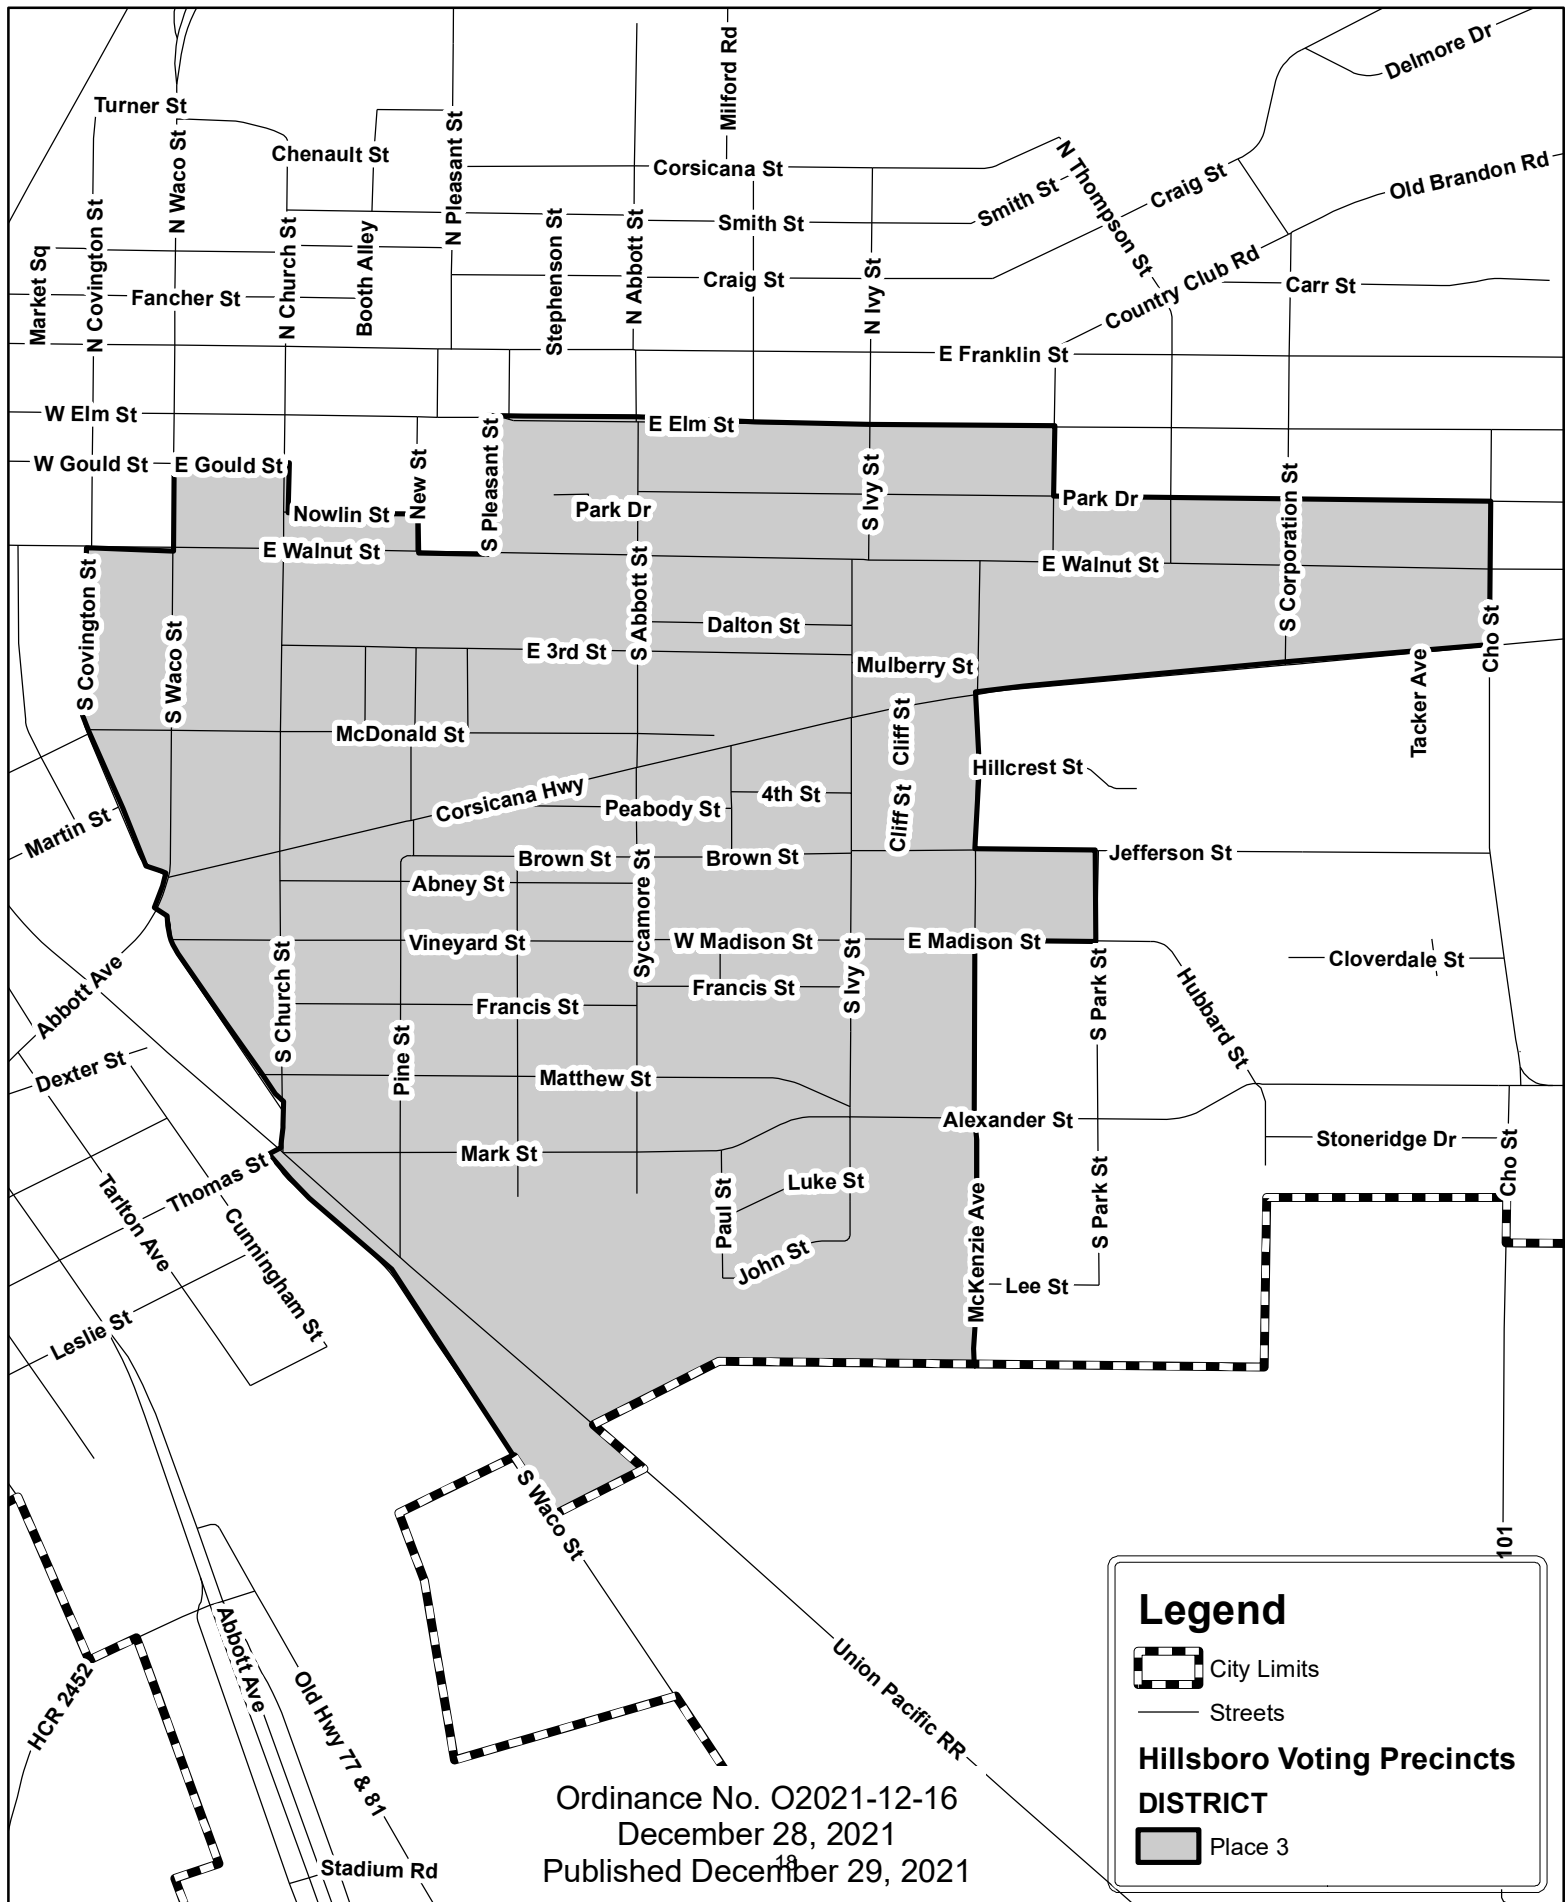 Delmore Dr
Milford Rd
Turner St
N Waco St
Chenault St
N Pleasant St
Corsicana St
N Thompson St
Craig St
Old Brandon Rd
Smith St
Smith St
Stephenson St
N Abbott St
N Covington St
N Church St
Booth Alley
Market Sq
Fancher St
Craig St
N Ivy St
Country Club Rd
Carr St
E Franklin St
W Elm St
E Elm St
W Gould St
E Gould St
New St
S Pleasant St
S Ivy St
Nowlin St
Park Dr
Park Dr
S Corporation St
E Walnut St
E Walnut St
S Covington St
S Waco St
S Abbott St
Dalton St
E 3rd St
Mulberry St
Cho St
Tacker Ave
McDonald St
Cliff St
Hillcrest St
Corsicana Hwy
Peabody St
4th St
Cliff St
Martin St
Brown St
Brown St
Jefferson St
Abney St
Sycamore St
Vineyard St
W Madison St
E Madison St
Cloverdale St
Abbott Ave
S Church St
Francis St
Francis St
S Ivy St
S Park St
Hubbard St
Dexter St
Pine St
Matthew St
Alexander St
Stoneridge Dr
Cho St
Mark St
Thomas St
Tarlton Ave
Cunningham St
Luke St
Paul St
John St
McKenzie Ave
S Park St
Lee St
Leslie St
S Waco St
101
Abbott Ave
HCR 2452
Old Hwy 77 & 81
Union Pacific RR
Stadium Rd
Legend
City Limits
Streets
Hillsboro Voting Precincts
DISTRICT
Place 3
Ordinance No. O2021-12-16
December 28, 2021
Published December 29, 2021
18